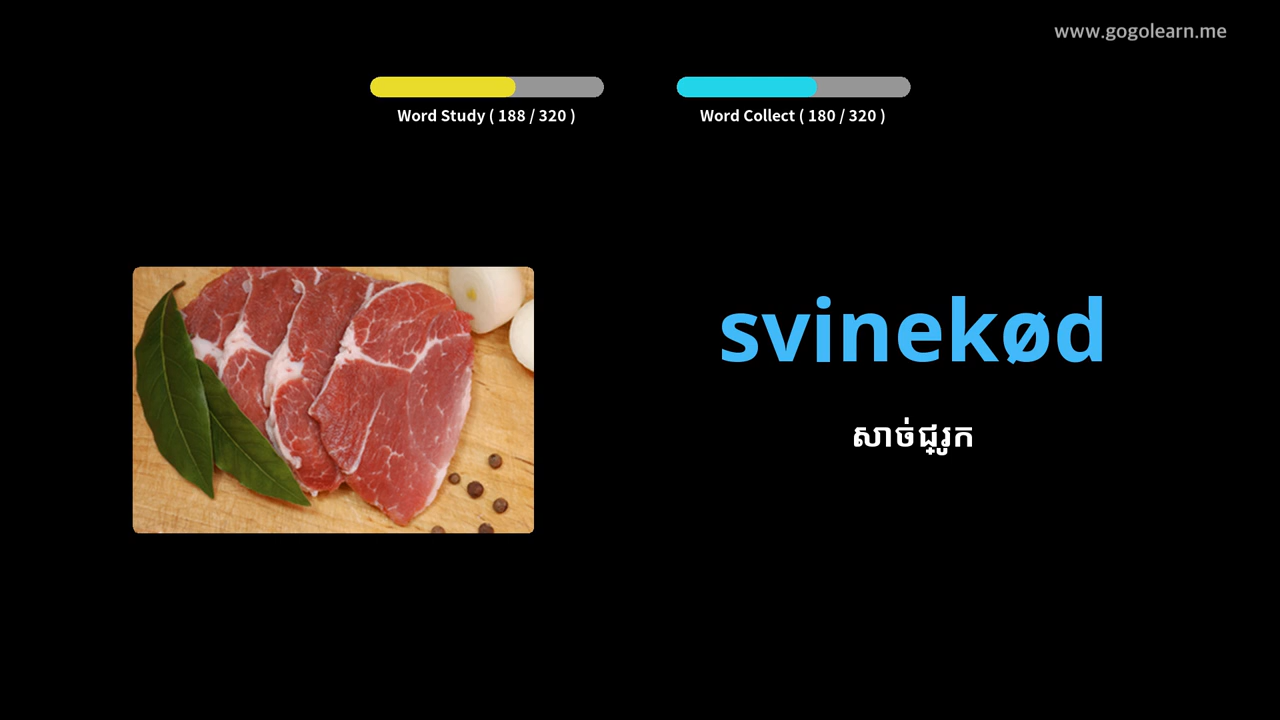 www.gogolearn.me
Word Study ( 188 / 320 )
Word Collect ( 180 / 320 )
svinekød
សាច់ជ្រូក